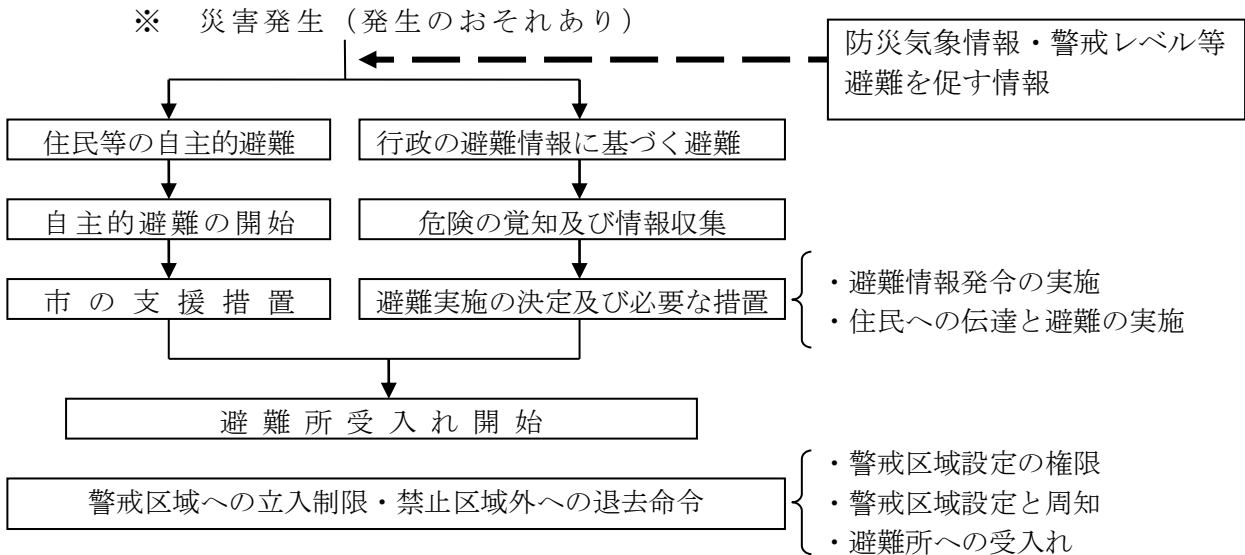 ※ 災害発生(発生のおそれあり)
防災気象情報・警戒レベル等
避難を促す情報
住民等の自主的避難
行政の避難情報に基づく避難
自主的避難の開始
危険の覚知及び情報収集
市の支援措置
避難実施の決定及び必要な措置
・避難情報発令の実施
・住民への伝達と避難の実施
避難所受入れ開始
警戒区域への立入制限・禁止区域外への退去命令
・警戒区域設定の権限
・警戒区域設定と周知
・避難所への受入れ